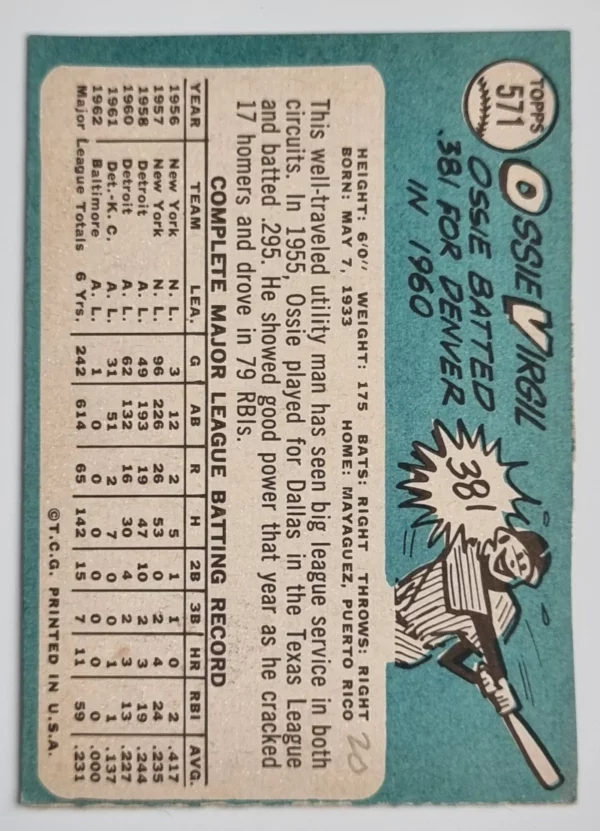 TOPPS
571
OSSIE VIRGIL
OSSIE BATTED
.381 FOR DENVER
IN 1960
381
HEIGHT: 6'0" WEIGHT: 175 BATS: RIGHT THROWS: RIGHT
BORN: MAY 7, 1933 HOME: MAYAGUEZ, PUERTO RICO
20
This well-traveled utility man has seen big league service in both
circuits. In 1955, Ossie played for Dallas in the Texas League
and batted .295. He showed good power that year as he cracked
17 homers and drove in 79 RBIs.
COMPLETE MAJOR LEAGUE BATTING RECORD
YEAR TEAM LEA. G AB R H 2B 3B HR RBI AVG.
1956 New York N. L. 3 12 2 5 1 1 0 2 .417
1957 New York N. L. 96 226 26 53 0 2 4 24 .235
1958 Detroit A. L. 49 193 19 47 10 2 3 19 .244
1960 Detroit A. L. 62 132 16 30 4 2 3 13 .227
1961 Det.-K. C. A. L. 31 51 2 7 0 0 1 1 .137
1962 Baltimore A. L. 1 0 0 0 0 0 0 0 .000
Major League Totals 6 Yrs. 242 614 65 142 15 7 11 59 .231
©T.C.G. PRINTED IN U.S.A.